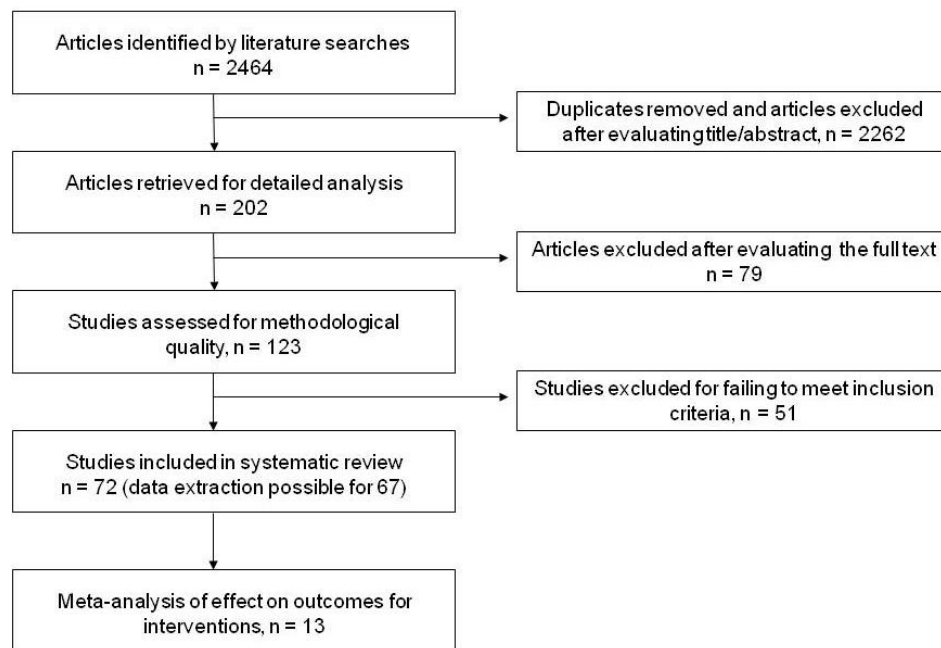 Articles identified by literature searches
n = 2464
Duplicates removed and articles excluded
after evaluating title/abstract, n = 2262
Articles retrieved for detailed analysis
n = 202
Articles excluded after evaluating the full text
n = 79
Studies assessed for methodological
quality, n = 123
Studies excluded for failing to meet inclusion
criteria, n = 51
Studies included in systematic review
n = 72 (data extraction possible for 67)
Meta-analysis of effect on outcomes for
interventions, n = 13